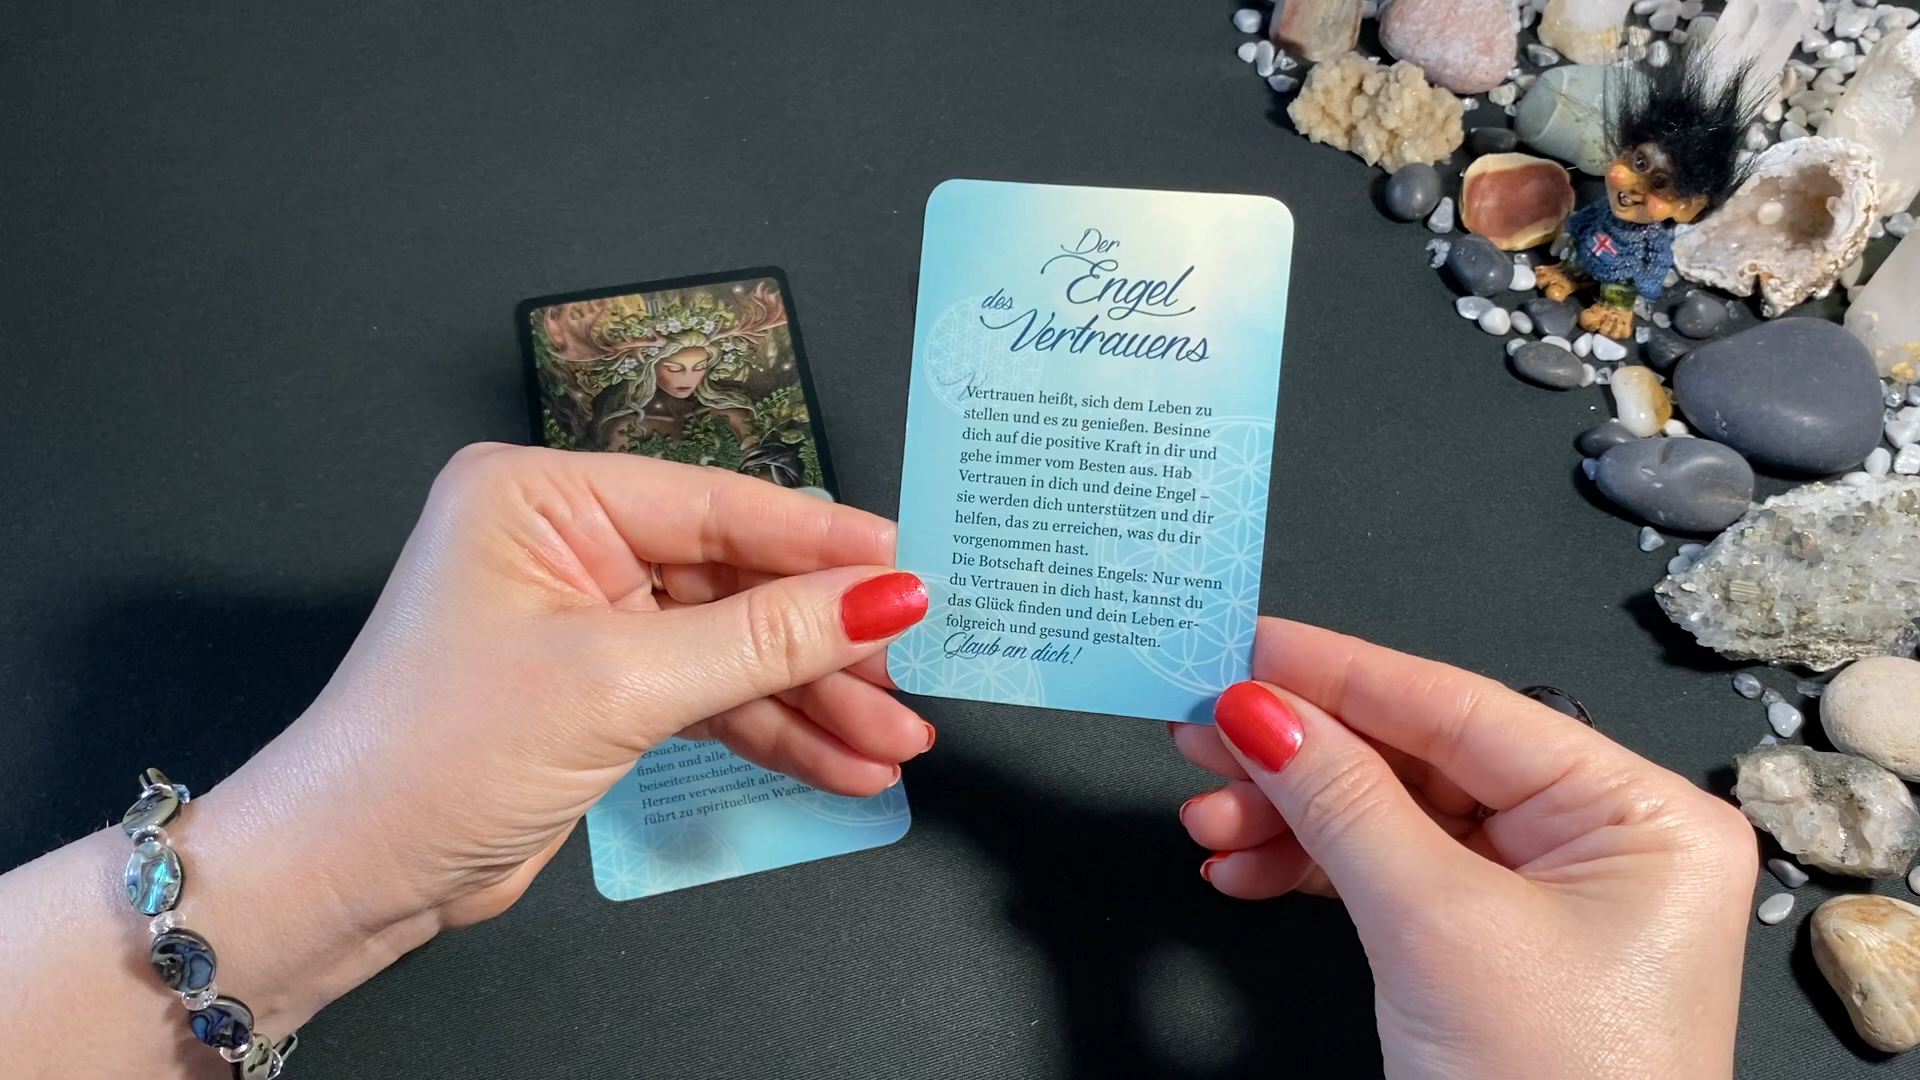 III
Der
Engel
des
Vertrauens
Vertrauen heißt, sich dem Leben zu
stellen und es zu genießen. Besinne
dich auf die positive Kraft in dir und
gehe immer vom Besten aus. Hab
Vertrauen in dich und deine Engel –
sie werden dich unterstützen und dir
helfen, das zu erreichen, was du dir
vorgenommen hast.
Die Botschaft deines Engels: Nur wenn
du Vertrauen in dich hast, kannst du
das Glück finden und dein Leben er-
folgreich und gesund gestalten.
Glaub an dich!
finden und alle
beiseitezuschieben.
Herzen verwandelt alles
führt zu spirituellem